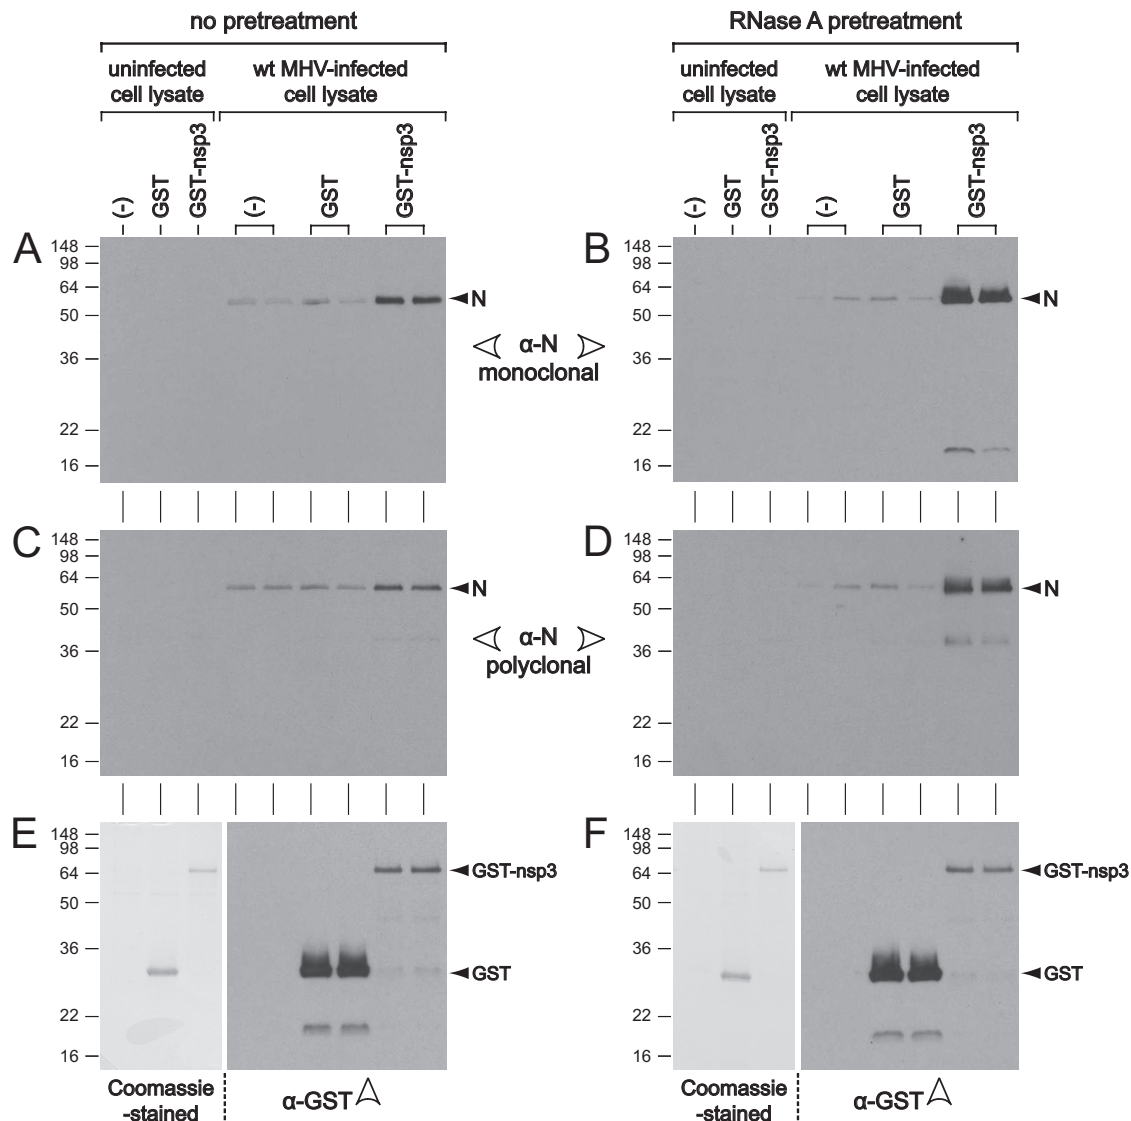 no pretreatment
RNase A pretreatment
uninfected
cell lysate
wt MHV-infected
cell lysate
uninfected
cell lysate
wt MHV-infected
cell lysate
(-)
GST
GST-nsp3
(-)
GST
GST-nsp3
(-)
GST
GST-nsp3
(-)
GST
GST-nsp3
A
148
98
64
50
36
22
16
N
α-N
monoclonal
B
148
98
64
50
36
22
16
N
C
148
98
64
50
36
22
16
N
α-N
polyclonal
D
148
98
64
50
36
22
16
N
E
148
98
64
50
36
22
16
GST-nsp3
GST
Coomassie
-stained
α-GST
F
148
98
64
50
36
22
16
GST-nsp3
GST
Coomassie
-stained
α-GST